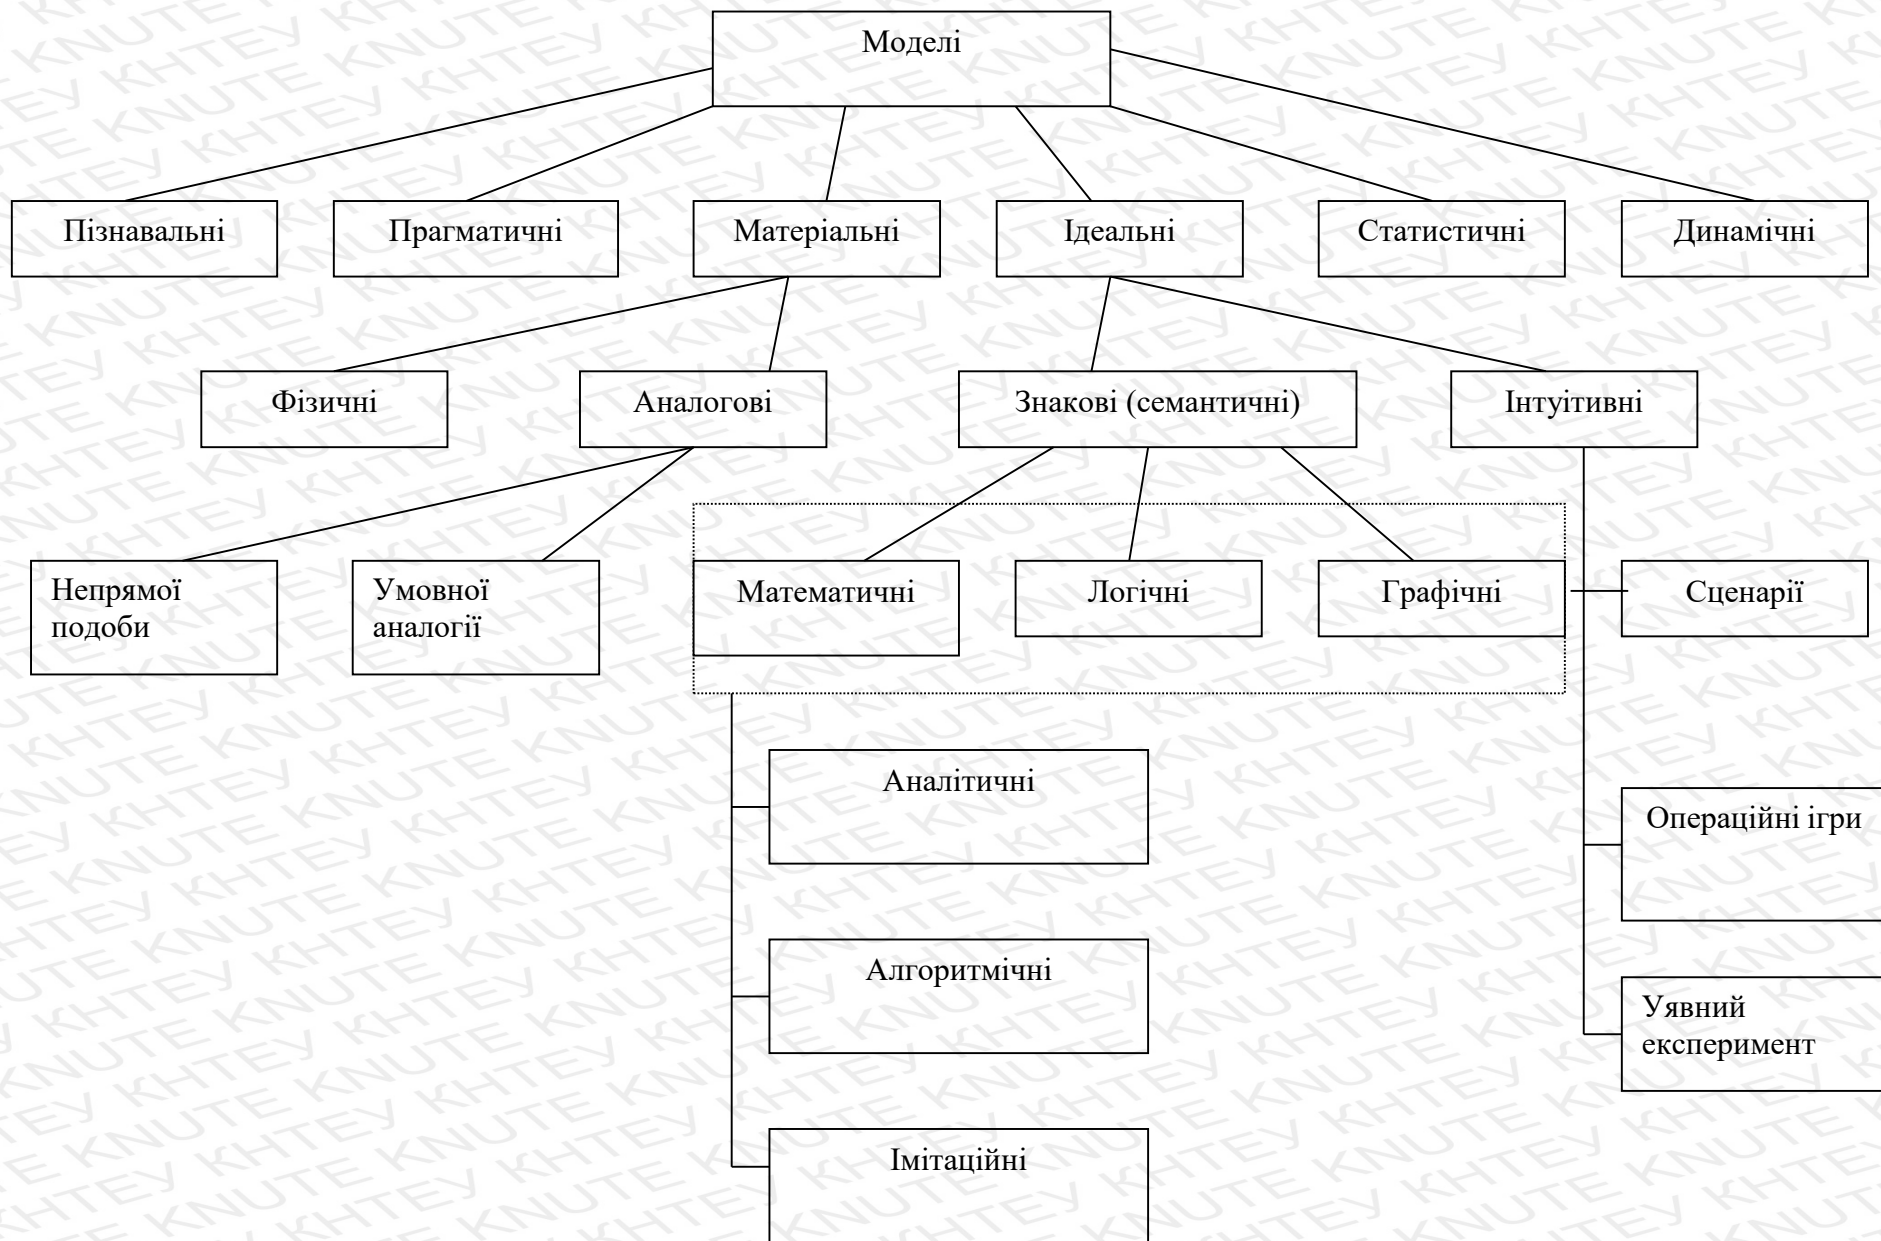 Моделі
Пізнавальні
Прагматичні
Матеріальні
Ідеальні
Статистичні
Динамічні
Фізичні
Аналогові
Знакові (семантичні)
Інтуітивні
Непрямої
подоби
Умовної
аналогії
Математичні
Логічні
Графічні
Сценарії
Аналітичні
Операційні ігри
Алгоритмічні
Уявний
експеримент
Імітаційні